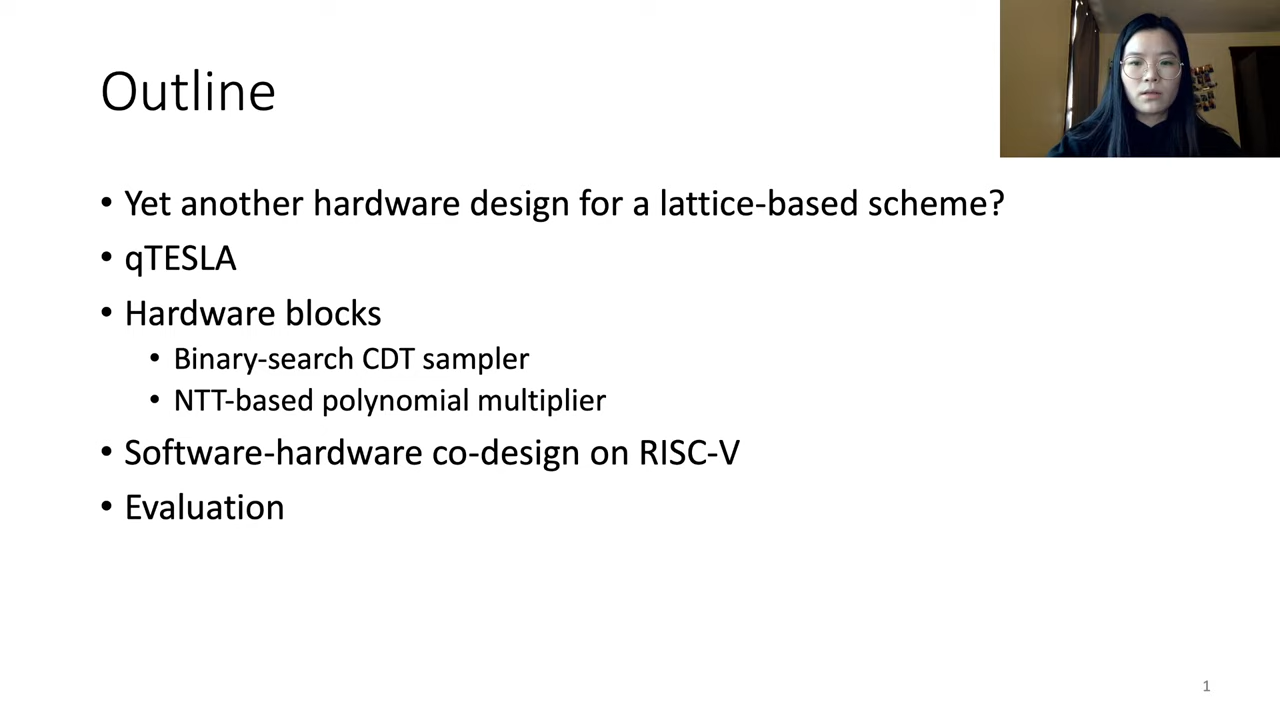 Outline
• Yet another hardware design for a lattice-based scheme?
• qTESLA
• Hardware blocks
• Binary-search CDT sampler
• NTT-based polynomial multiplier
• Software-hardware co-design on RISC-V
• Evaluation
1